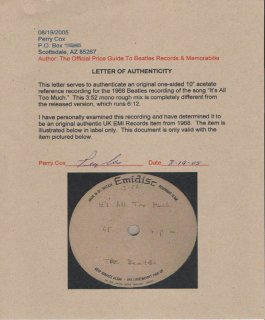 08/19/2005
Perry Cox
P.O. Box
Scottsdale, AZ 85267
Author: The Official Price Guide To Beatles Records & Memorabilia
LETTER OF AUTHENTICITY
This letter serves to authenticate an original one-sided 10" acetate
reference recording for the 1968 Beatles recording of the song "It's All
Too Much." This 3:52 mono rough mix is completely different from
the released version, which runs 6:12.
I have personally examined this recording and have determined it to
be an original authentic UK EMI Records item from 1968. The item is
illustrated below in label only. This document is only valid with the
item pictured below.
Perry Cox
Date 8-19-05
Emidisc
It's All Too Much
45
THE Beatles